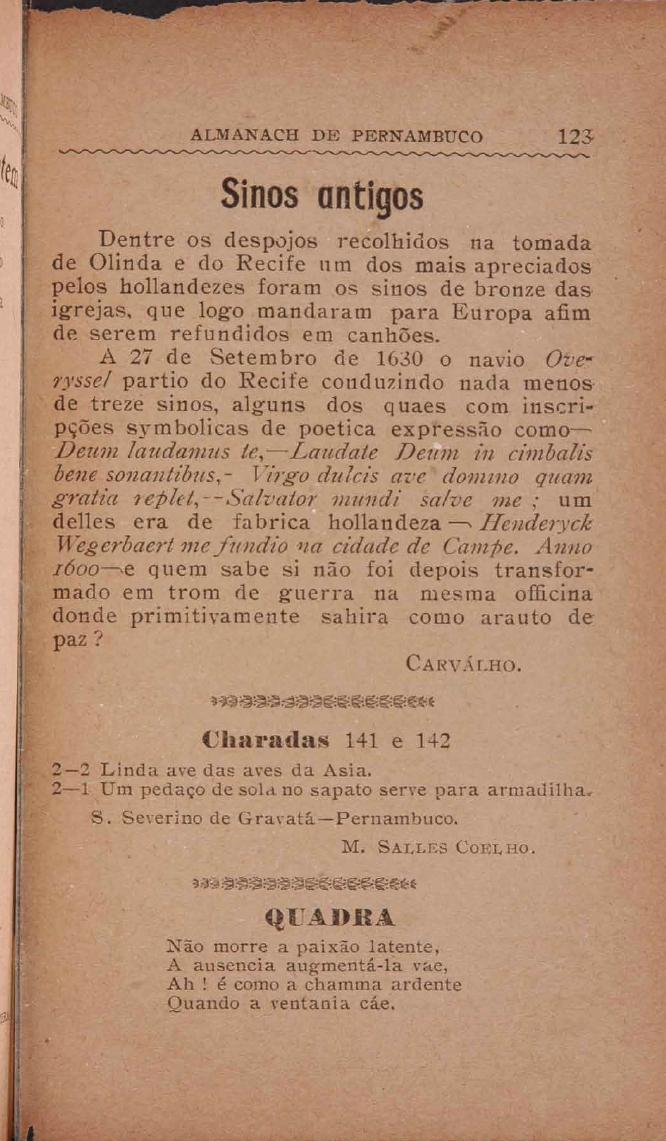 ALMANACH DE PERNAMBUCO 123
Sinos antigos
Dentre os despojos recolhidos na tomada
de Olinda e do Recife um dos mais apreciados
pelos hollandezes foram os sinos de bronze das
igrejas, que logo mandaram para Europa afim
de serem refundidos em canhões.
A 27 de Setembro de 1630 o navio Ove-
ryssel partio do Recife conduzindo nada menos
de treze sinos, alguns dos quaes com inscri-
pções symbolicas de poetica expressão como—
Deum laudamus te,—Laudate Deum in cimbalis
bene sonantibus,- Virgo dulcis ave domino quam
gratia replet,--Salvator mundi salve me ; um
delles era de fabrica hollandeza — Henderyck
Wegerbaert me fundio na cidade de Campe. Anno
1600—e quem sabe si não foi depois transfor-
mado em trom de guerra na mesma officina
donde primitivamente sahira como arauto de
paz ?
CARVÁLHO.
Charadas 141 e 142
2—2 Linda ave das aves da Asia.
2—1 Um pedaço de sola no sapato serve para armadilha.
S. Severino de Gravatá—Pernambuco.
M. SALLES COELHO.
QUADRA
Não morre a paixão latente,
A ausencia augmentá-la vae,
Ah ! é como a chamma ardente
Quando a ventania cáe.